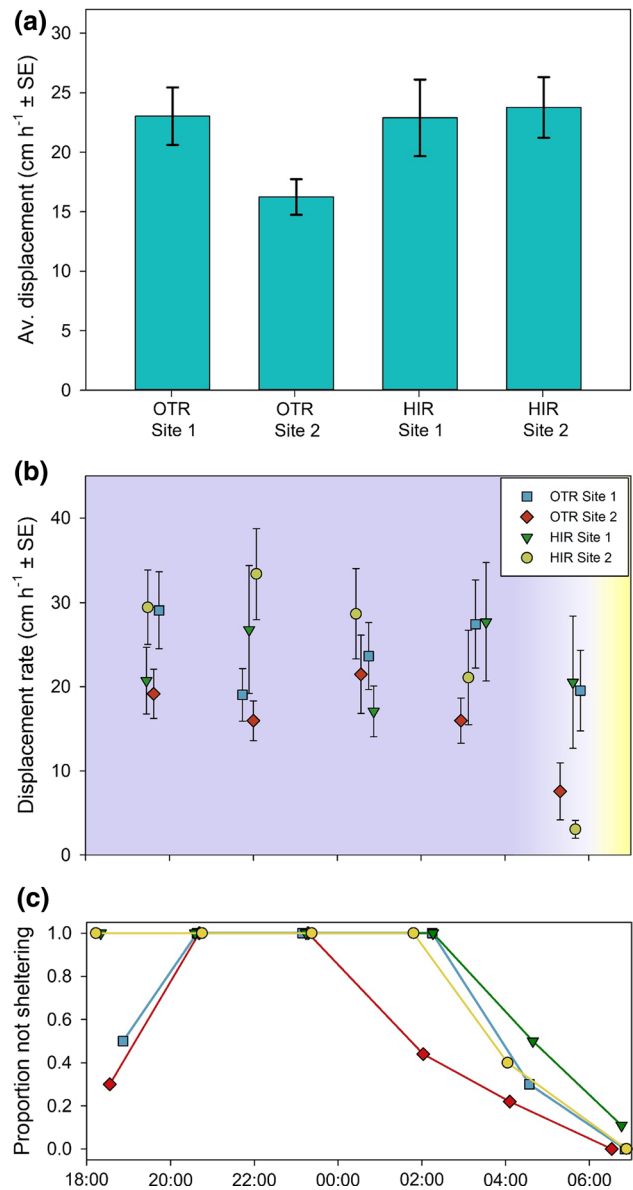 (a)
Av. displacement (cm h⁻¹ ± SE)
30
25
20
15
10
5
0
OTR
Site 1
OTR
Site 2
HIR
Site 1
HIR
Site 2
(b)
Displacement rate (cm h⁻¹ ± SE)
40
30
20
10
0
OTR Site 1
OTR Site 2
HIR Site 1
HIR Site 2
(c)
Proportion not sheltering
1.0
0.8
0.6
0.4
0.2
0.0
18:00 20:00 22:00 00:00 02:00 04:00 06:00